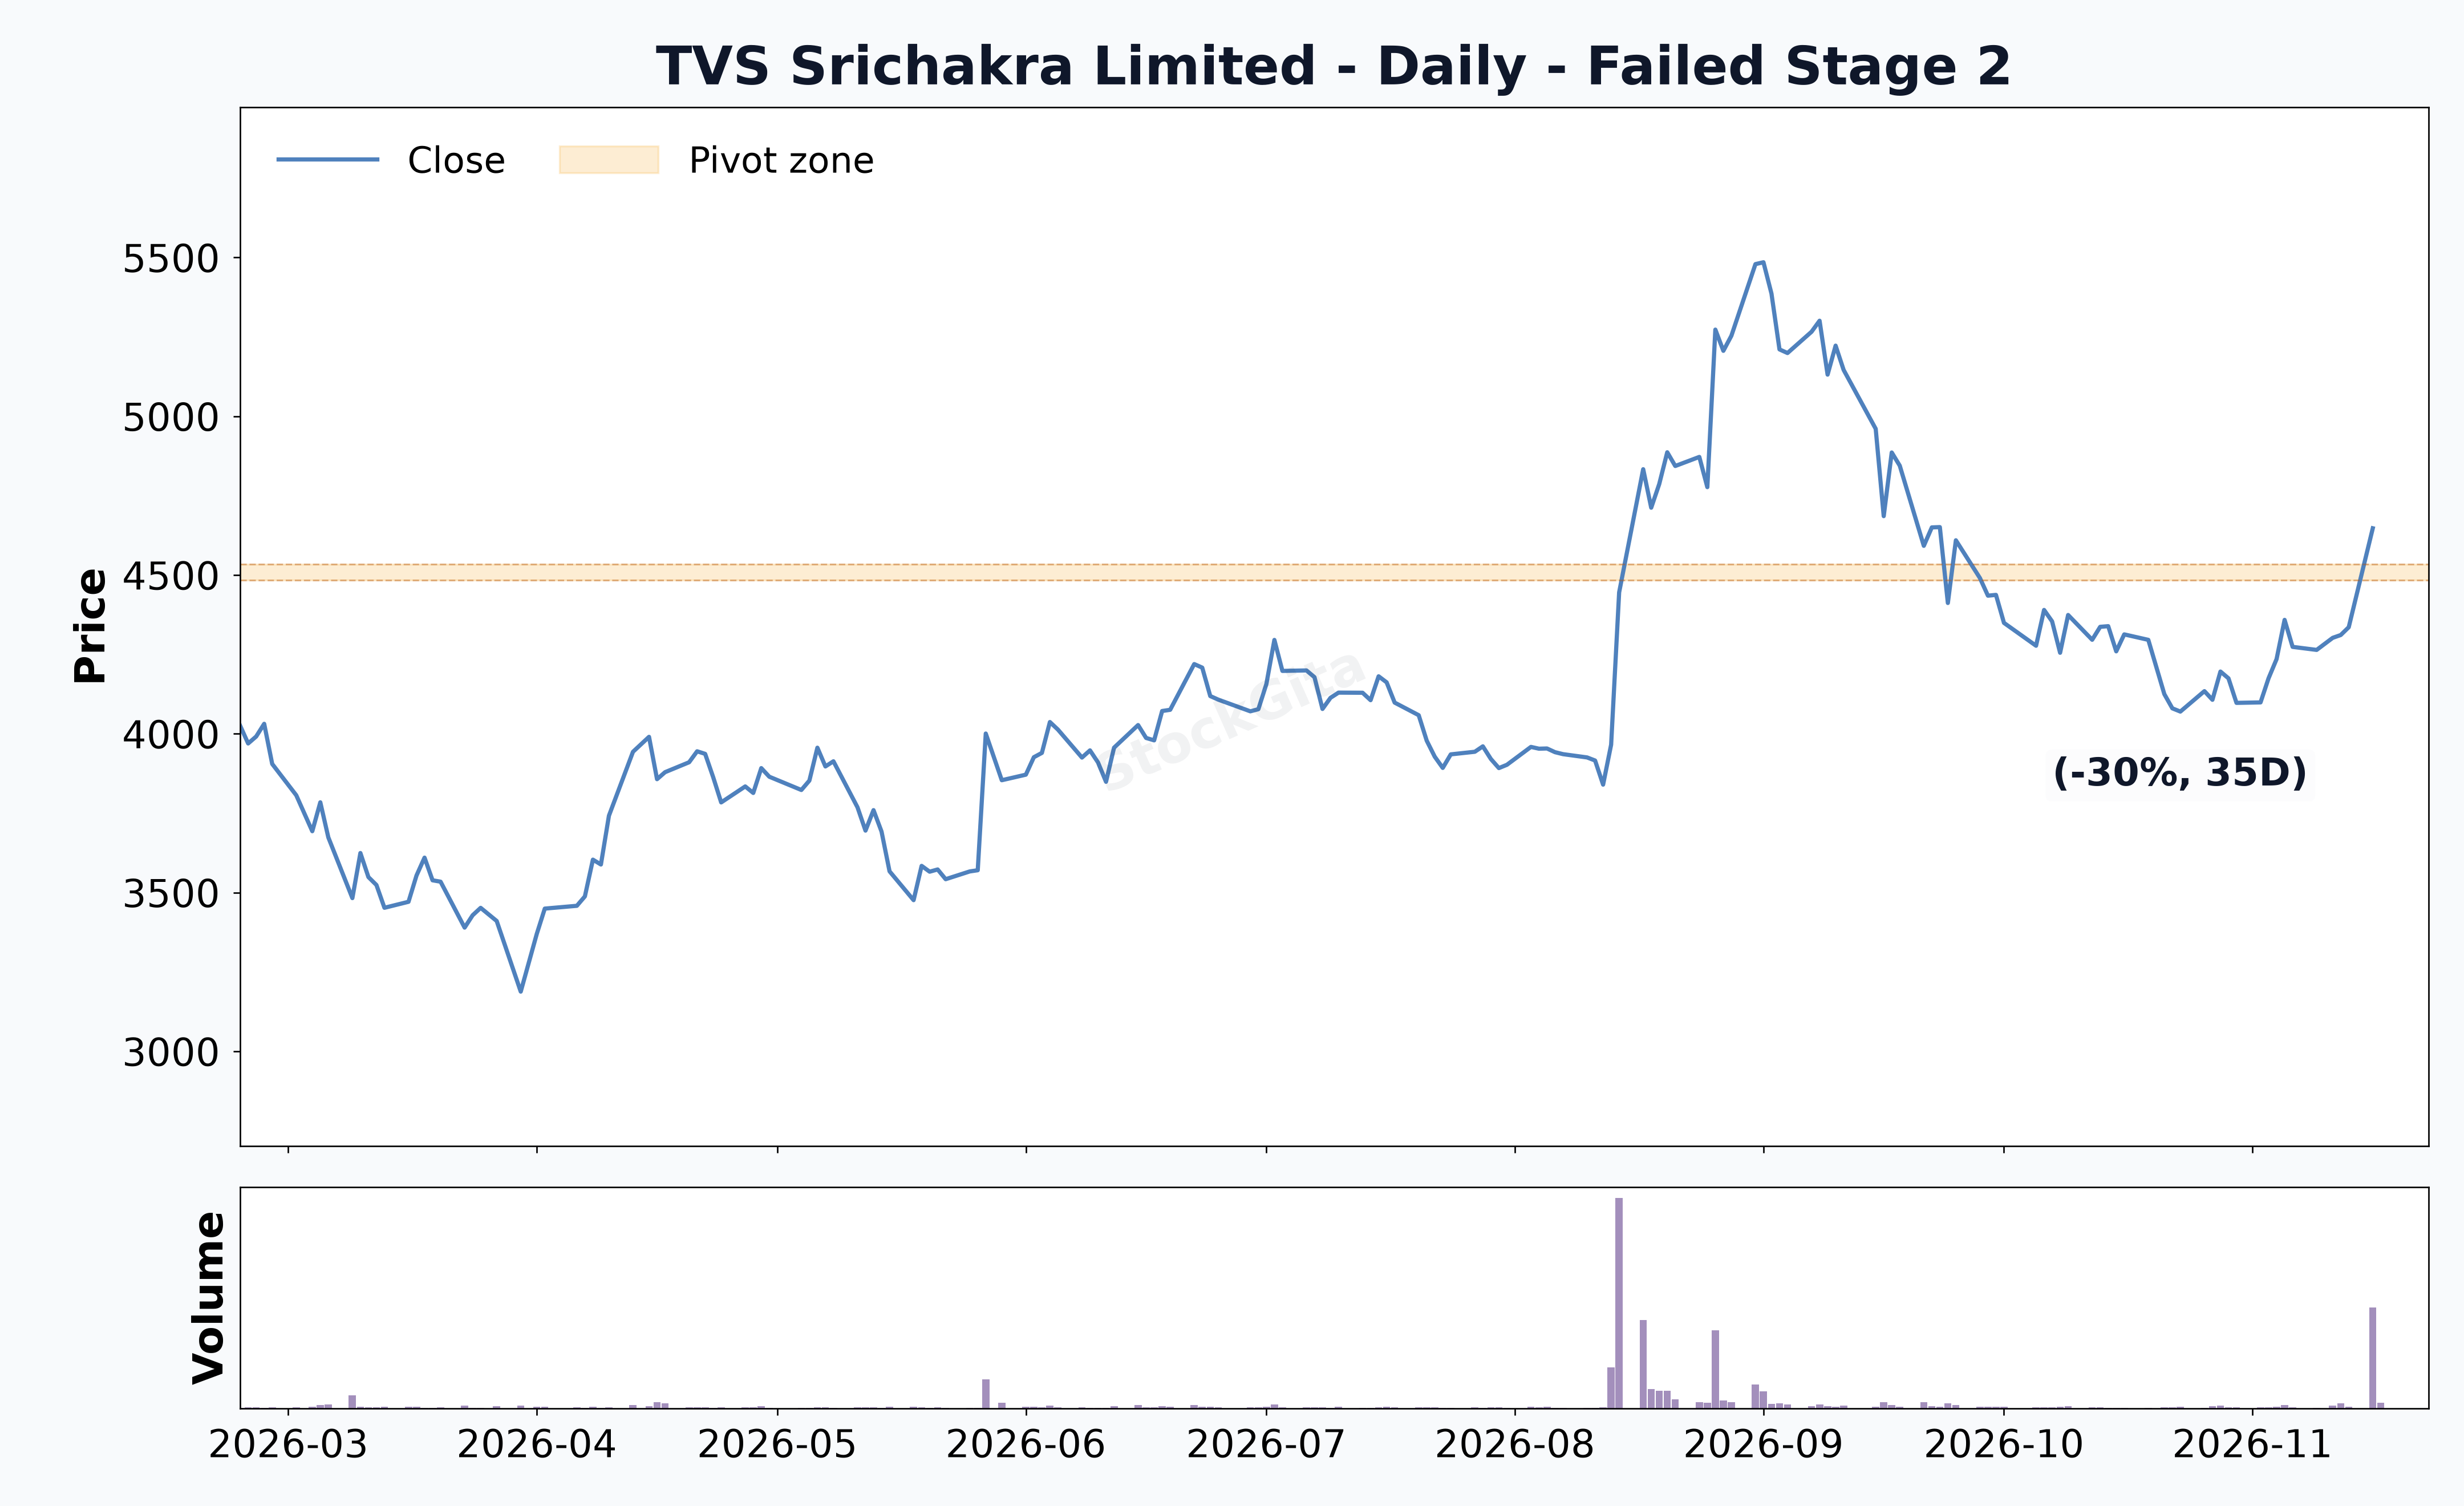 TVS Srichakra Limited - Daily - Failed Stage 2
Close
Pivot zone
5500
5000
4500
4000
3500
3000
Price
StockGita
(-30%, 35D)
Volume
2026-03
2026-04
2026-05
2026-06
2026-07
2026-08
2026-09
2026-10
2026-11